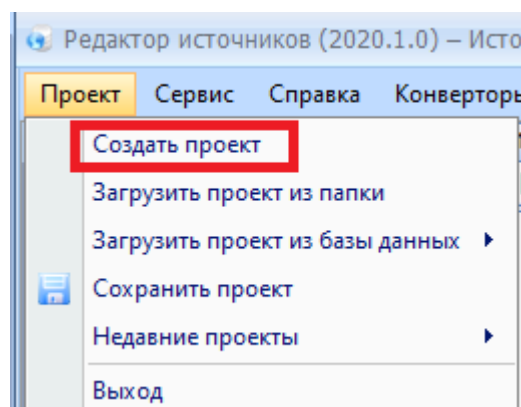 Редактор источников (2020.1.0) – Исто
Проект Сервис Справка Конверторы
Создать проект
Загрузить проект из папки
Загрузить проект из базы данных
Сохранить проект
Недавние проекты
Выход